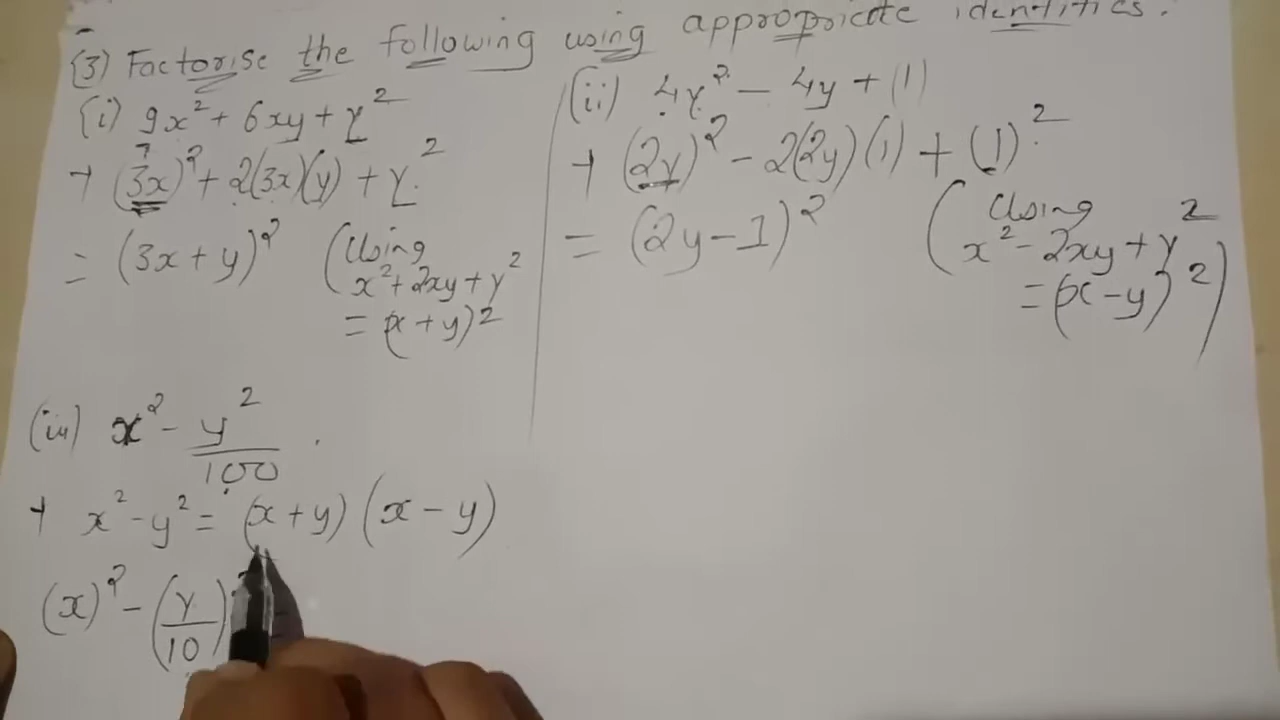 (3) Factorise the following using appropricate identities.
(i) 9x² + 6xy + y²
→ (3x)² + 2(3x)(y) + y²
= (3x + y)² (Using
x² + 2xy + y²
= (x + y)²
(ii) 4y² - 4y + (1)
→ (2y)² - 2(2y)(1) + (1)²
= (2y - 1)² (Using
x² - 2xy + y²
= (x - y)²)
(iii) x² - y²/100
→ x² - y² = (x + y) (x - y)
(x)² - (y/10)